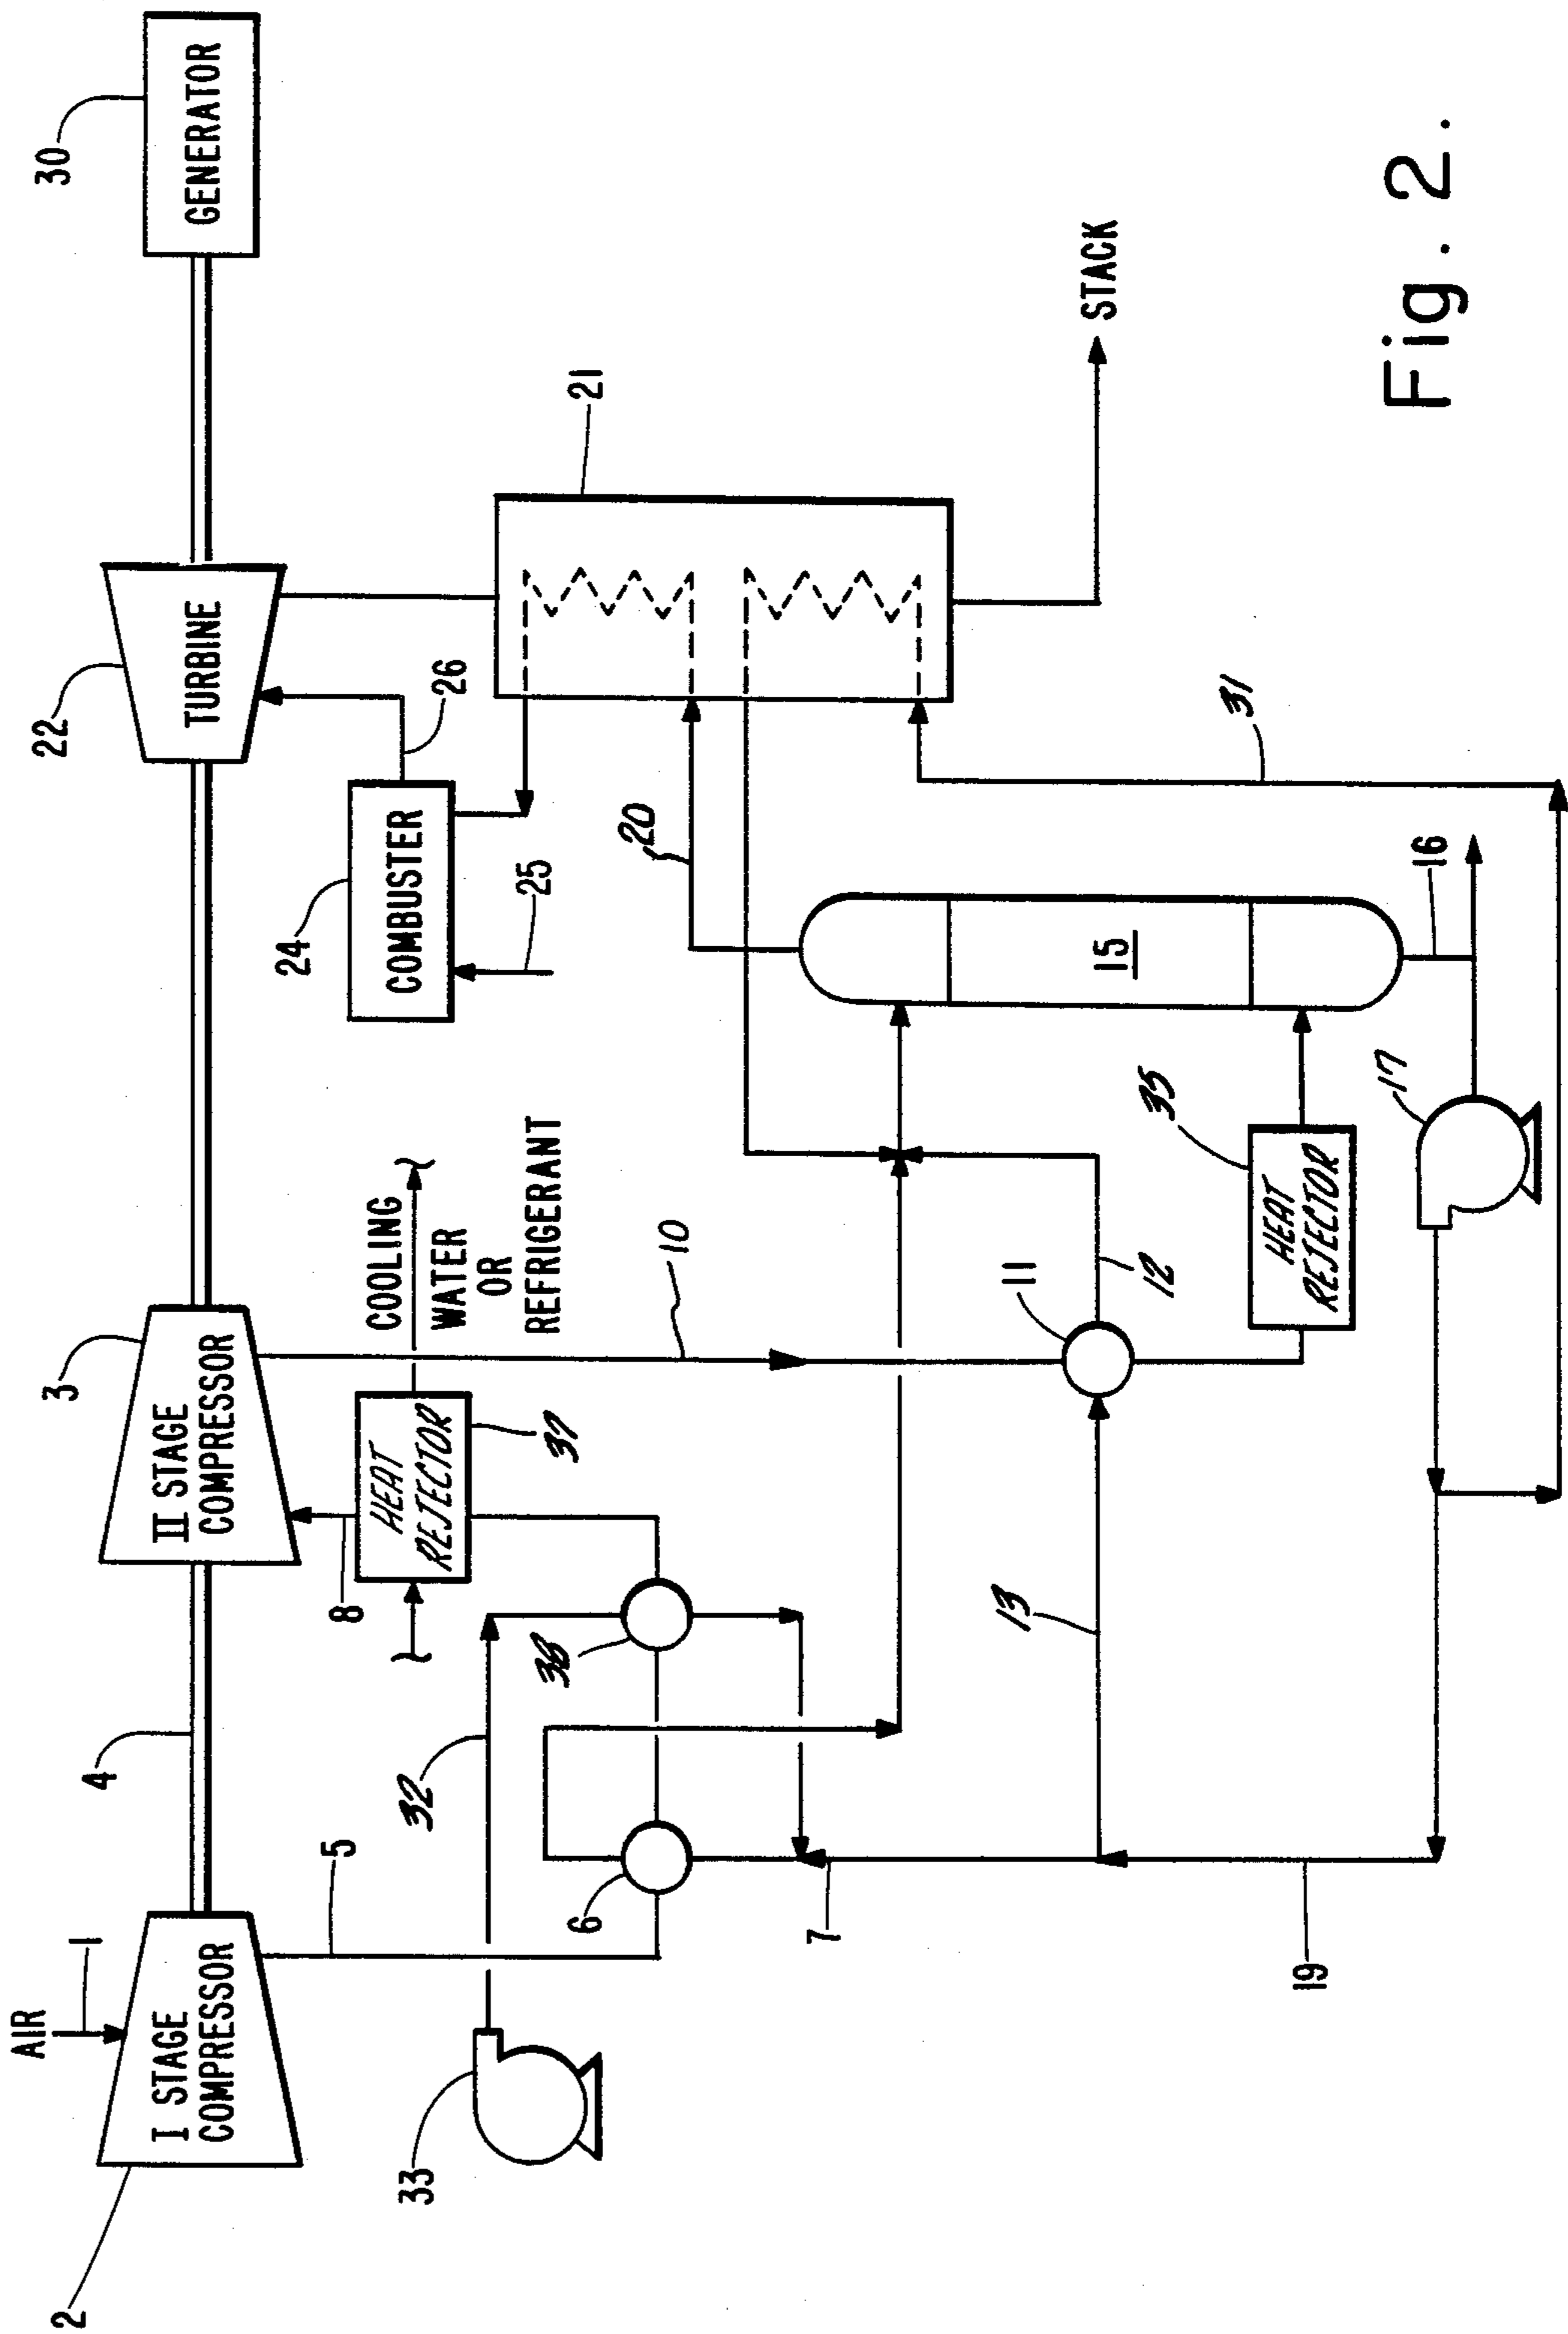 AIR
1
2
I STAGE
COMPRESSOR
4
3
II STAGE
COMPRESSOR
22
TURBINE
30
GENERATOR
5
33
32
8
HEAT
REJECTOR
37
COOLING
WATER
OR
REFRIGERANT
24
COMBUSTER
25
26
21
6
36
10
20
7
13
11
12
15
STACK
19
35
HEAT
REJECTOR
31
17
16
Fig. 2.